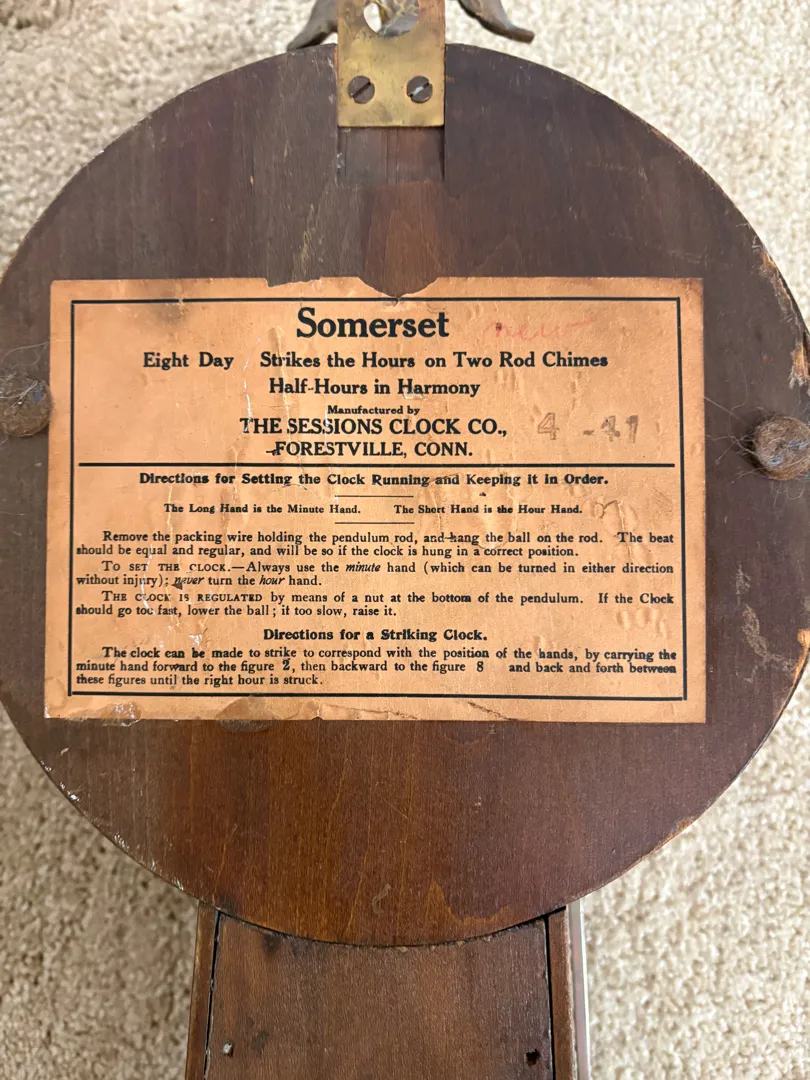 Somerset new
Eight Day Strikes the Hours on Two Rod Chimes
Half-Hours in Harmony
Manufactured by
THE SESSIONS CLOCK CO., 4-41
FORESTVILLE, CONN.
Directions for Setting the Clock Running and Keeping it in Order.
The Long Hand is the Minute Hand. The Short Hand is the Hour Hand.
Remove the packing wire holding the pendulum rod, and hang the ball on the rod. The beat
should be equal and regular, and will be so if the clock is hung in a correct position.
TO SET THE CLOCK.—Always use the minute hand (which can be turned in either direction
without injury); never turn the hour hand.
THE CLOCK IS REGULATED by means of a nut at the bottom of the pendulum. If the Clock
should go too fast, lower the ball; it too slow, raise it.
Directions for a Striking Clock.
The clock can be made to strike to correspond with the position of the hands, by carrying the
minute hand forward to the figure 2, then backward to the figure 8 and back and forth between
these figures until the right hour is struck.